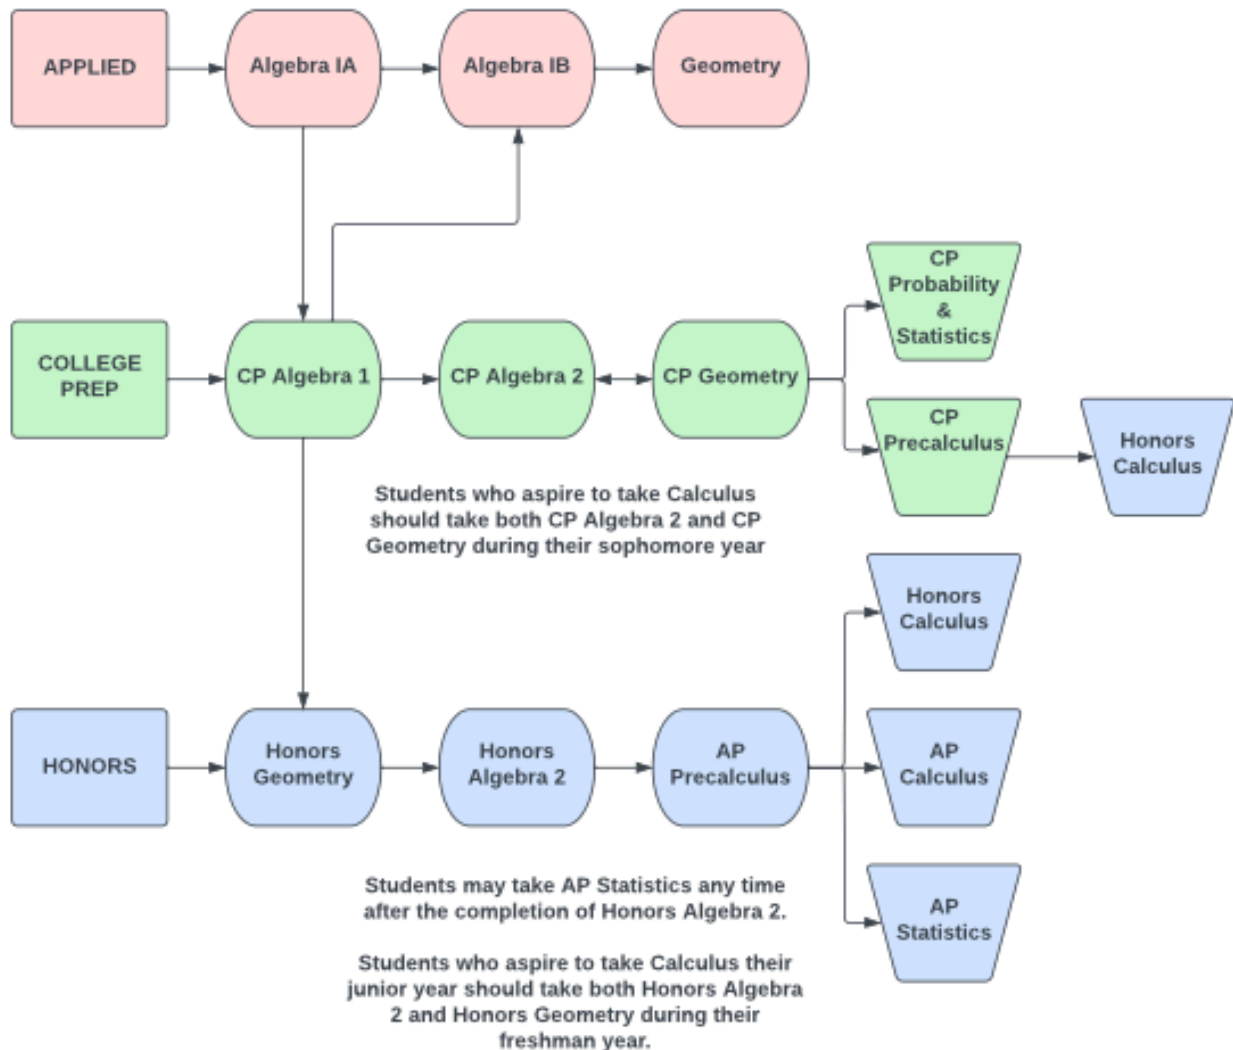 APPLIED
Algebra IA
Algebra IB
Geometry
COLLEGE
PREP
CP Algebra 1
CP Algebra 2
CP Geometry
CP
Probability
&
Statistics
CP
Precalculus
Honors
Calculus
Students who aspire to take Calculus
should take both CP Algebra 2 and CP
Geometry during their sophomore year
HONORS
Honors
Geometry
Honors
Algebra 2
AP
Precalculus
Honors
Calculus
AP
Calculus
AP
Statistics
Students may take AP Statistics any time
after the completion of Honors Algebra 2.
Students who aspire to take Calculus their
junior year should take both Honors Algebra
2 and Honors Geometry during their
freshman year.